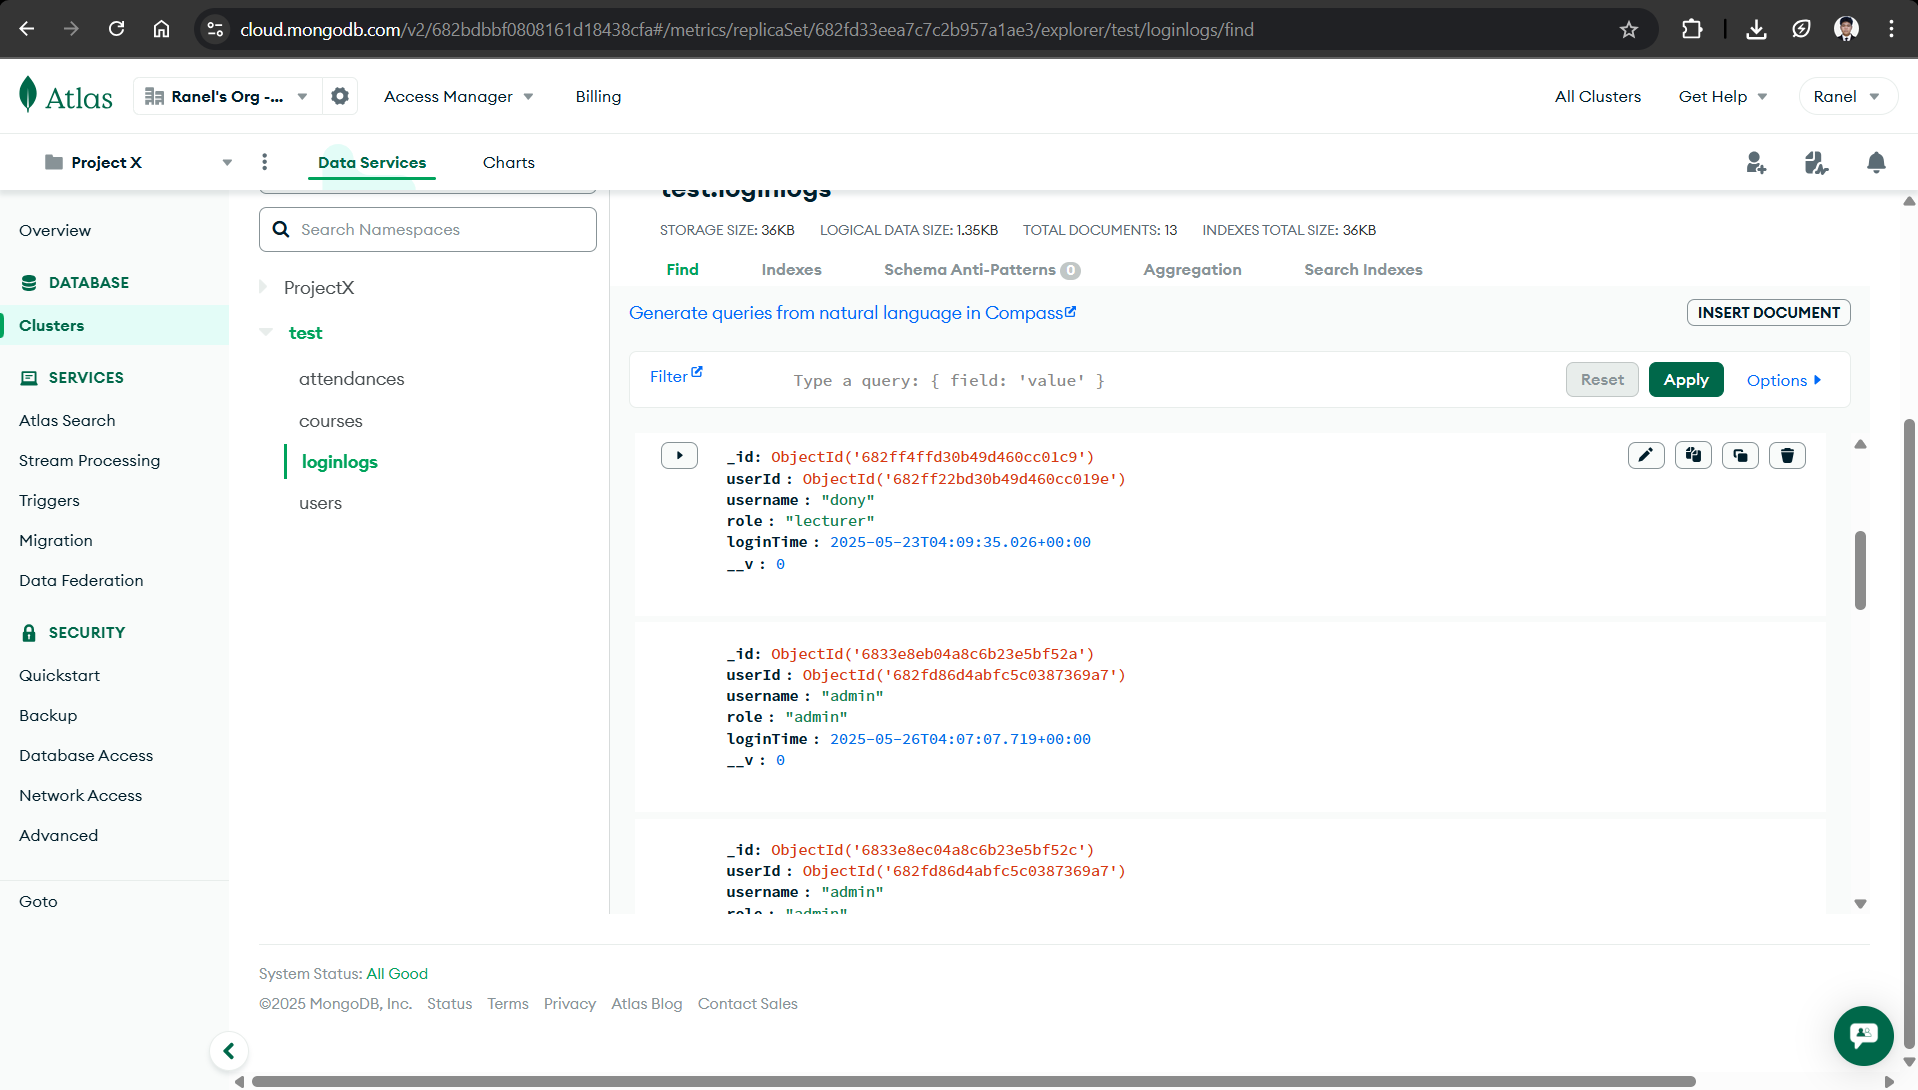 cloud.mongodb.com/v2/682bdbbf0808161d18438cfa#/metrics/replicaSet/682fd33eea7c7c2b957a1ae3/explorer/test/loginlogs/find
Atlas
Ranel's Org -...
Access Manager
Billing
All Clusters
Get Help
Ranel
Project X
Data Services
Charts
Overview
DATABASE
Clusters
SERVICES
Atlas Search
Stream Processing
Triggers
Migration
Data Federation
SECURITY
Quickstart
Backup
Database Access
Network Access
Advanced
Goto
Search Namespaces
ProjectX
test
attendances
courses
loginlogs
users
test.loginlogs
STORAGE SIZE: 36KB LOGICAL DATA SIZE: 1.35KB TOTAL DOCUMENTS: 13 INDEXES TOTAL SIZE: 36KB
Find Indexes Schema Anti-Patterns 0 Aggregation Search Indexes
Generate queries from natural language in Compass
INSERT DOCUMENT
Filter
Type a query: { field: 'value' }
Reset
Apply
Options
_id: ObjectId('682ff4ffd30b49d460cc01c9')
userId : ObjectId('682ff22bd30b49d460cc019e')
username : "dony"
role : "lecturer"
loginTime : 2025-05-23T04:09:35.026+00:00
__v : 0
_id: ObjectId('6833e8eb04a8c6b23e5bf52a')
userId : ObjectId('682fd86d4abfc5c0387369a7')
username : "admin"
role : "admin"
loginTime : 2025-05-26T04:07:07.719+00:00
__v : 0
_id: ObjectId('6833e8ec04a8c6b23e5bf52c')
userId : ObjectId('682fd86d4abfc5c0387369a7')
username : "admin"
role : "admin"
System Status: All Good
©2025 MongoDB, Inc. Status Terms Privacy Atlas Blog Contact Sales